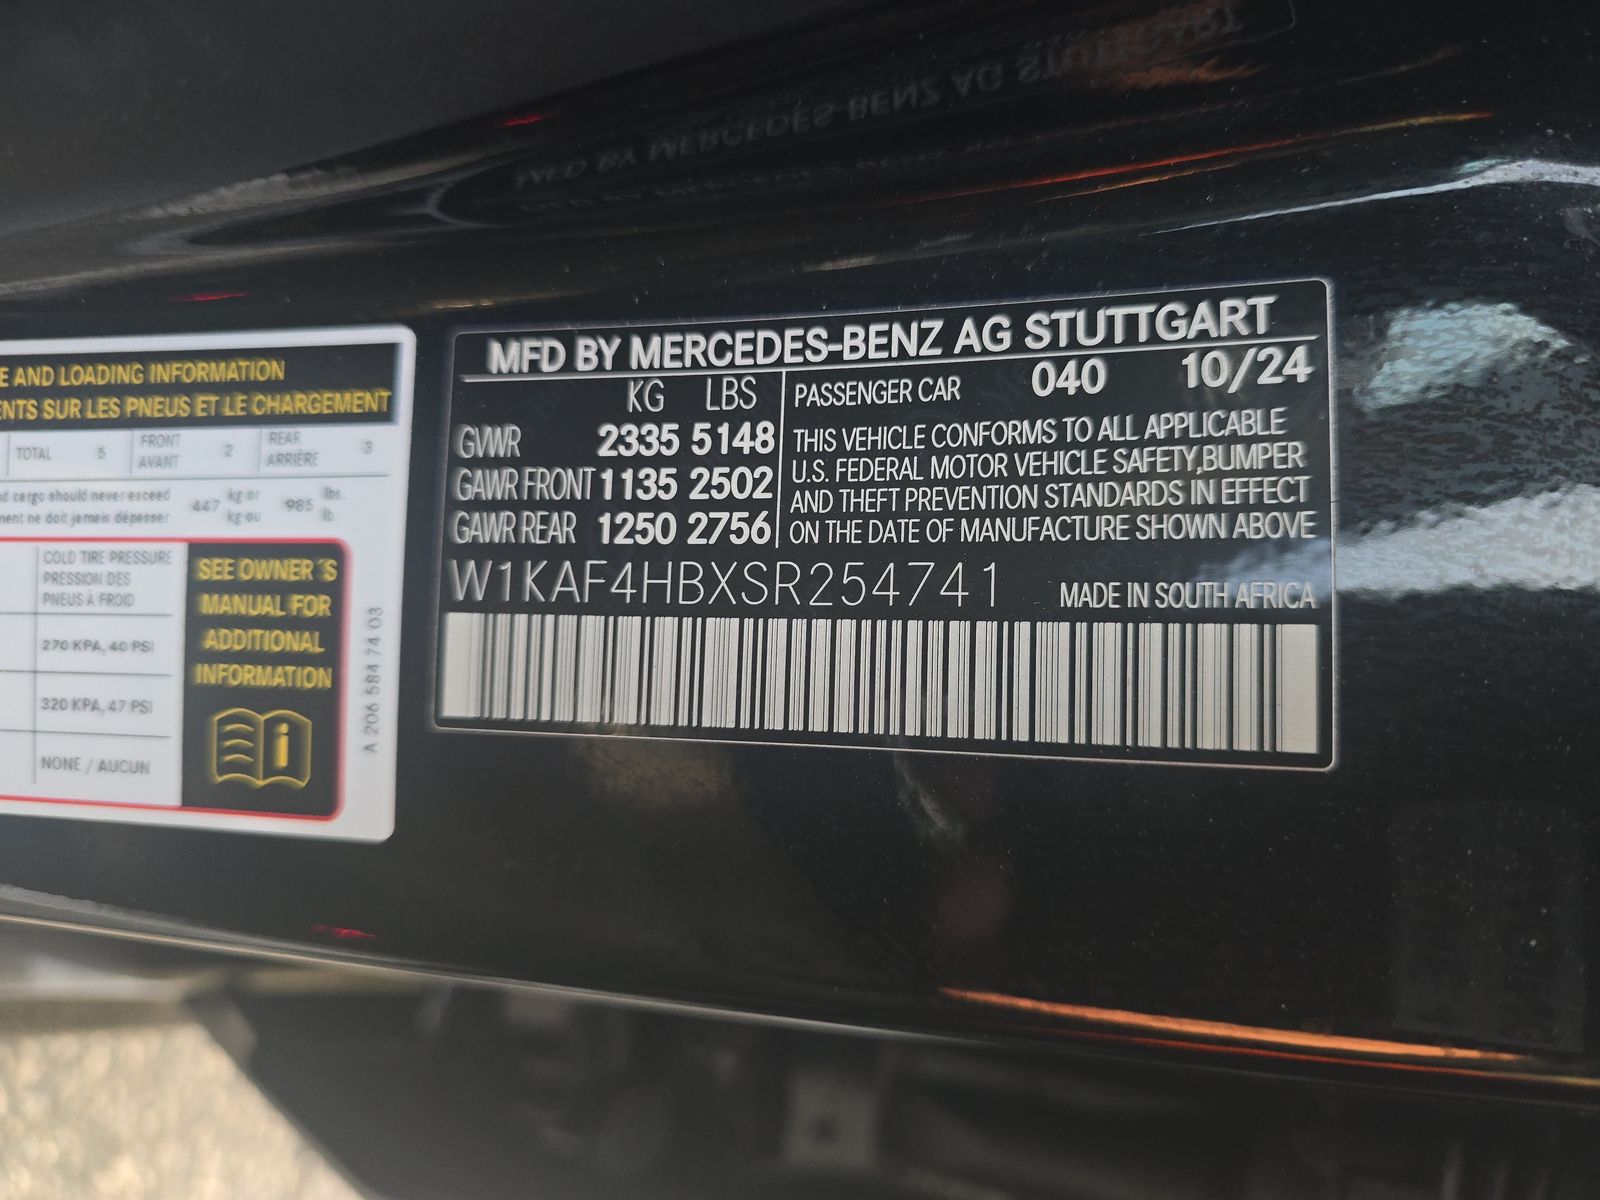 E AND LOADING INFORMATION
ENTS SUR LES PNEUS ET LE CHARGEMENT
TOTAL 5 FRONT 2 REAR 3
AVANT ARRIÈRE
d cargo should never exceed 447 kg or 985 lbs.
ment ne doit jamais dépasser kg ou lb.
COLD TIRE PRESSURE
PRESSION DES
PNEUS À FROID
270 KPA, 40 PSI
320 KPA, 47 PSI
NONE / AUCUN
SEE OWNER´S
MANUAL FOR
ADDITIONAL
INFORMATION
i
A 206 584 74 03
MFD BY MERCEDES-BENZ AG STUTTGART
KG LBS
GVWR 2335 5148
GAWR FRONT 1135 2502
GAWR REAR 1250 2756
PASSENGER CAR 040 10/24
THIS VEHICLE CONFORMS TO ALL APPLICABLE
U.S. FEDERAL MOTOR VEHICLE SAFETY,BUMPER
AND THEFT PREVENTION STANDARDS IN EFFECT
ON THE DATE OF MANUFACTURE SHOWN ABOVE
W1KAF4HBXSR254741 MADE IN SOUTH AFRICA